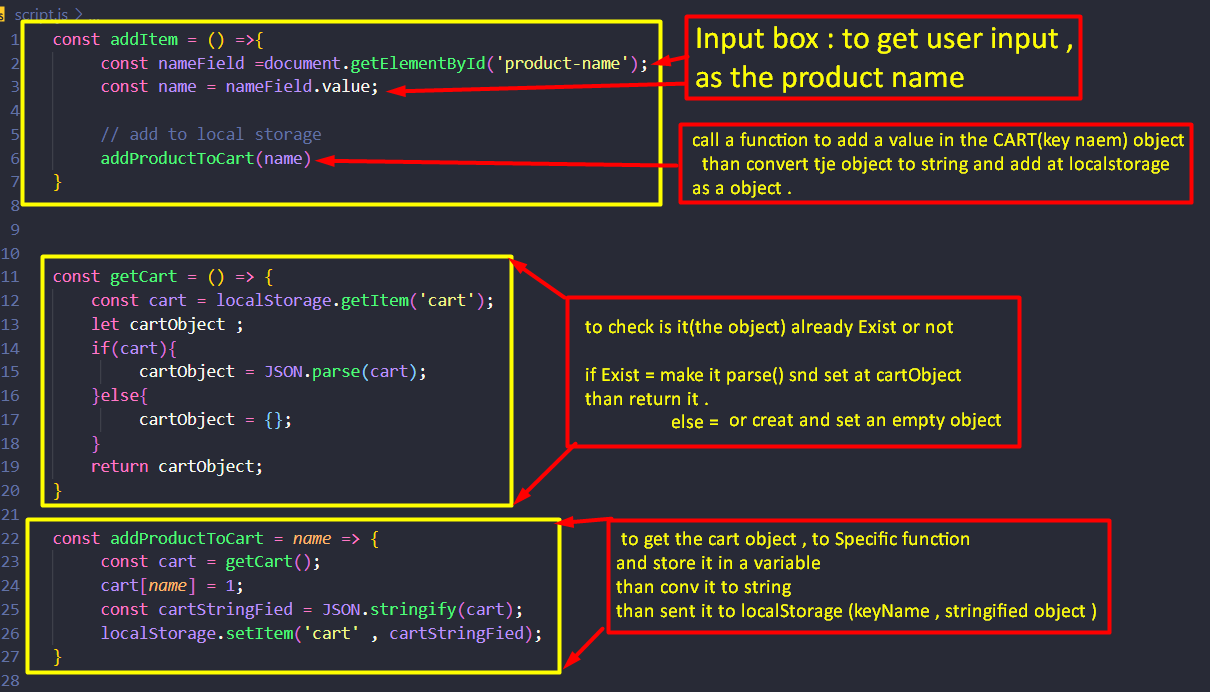 script.js > ...
1 const addItem = () =>{
2 const nameField =document.getElementById('product-name');
3 const name = nameField.value;
4
5 // add to local storage
6 addProductToCart(name)
7 }
8
9
10
11 const getCart = () => {
12 const cart = localStorage.getItem('cart');
13 let cartObject ;
14 if(cart){
15 cartObject = JSON.parse(cart);
16 }else{
17 cartObject = {};
18 }
19 return cartObject;
20 }
21
22 const addProductToCart = name => {
23 const cart = getCart();
24 cart[name] = 1;
25 const cartStringFied = JSON.stringify(cart);
26 localStorage.setItem('cart' , cartStringFied);
27 }
28
Input box : to get user input ,
as the product name
call a function to add a value in the CART(key naem) object
than convert tje object to string and add at localstorage
as a object .
to check is it(the object) already Exist or not
if Exist = make it parse() snd set at cartObject
than return it .
else = or creat and set an empty object
to get the cart object , to Specific function
and store it in a variable
than conv it to string
than sent it to localStorage (keyName , stringified object )